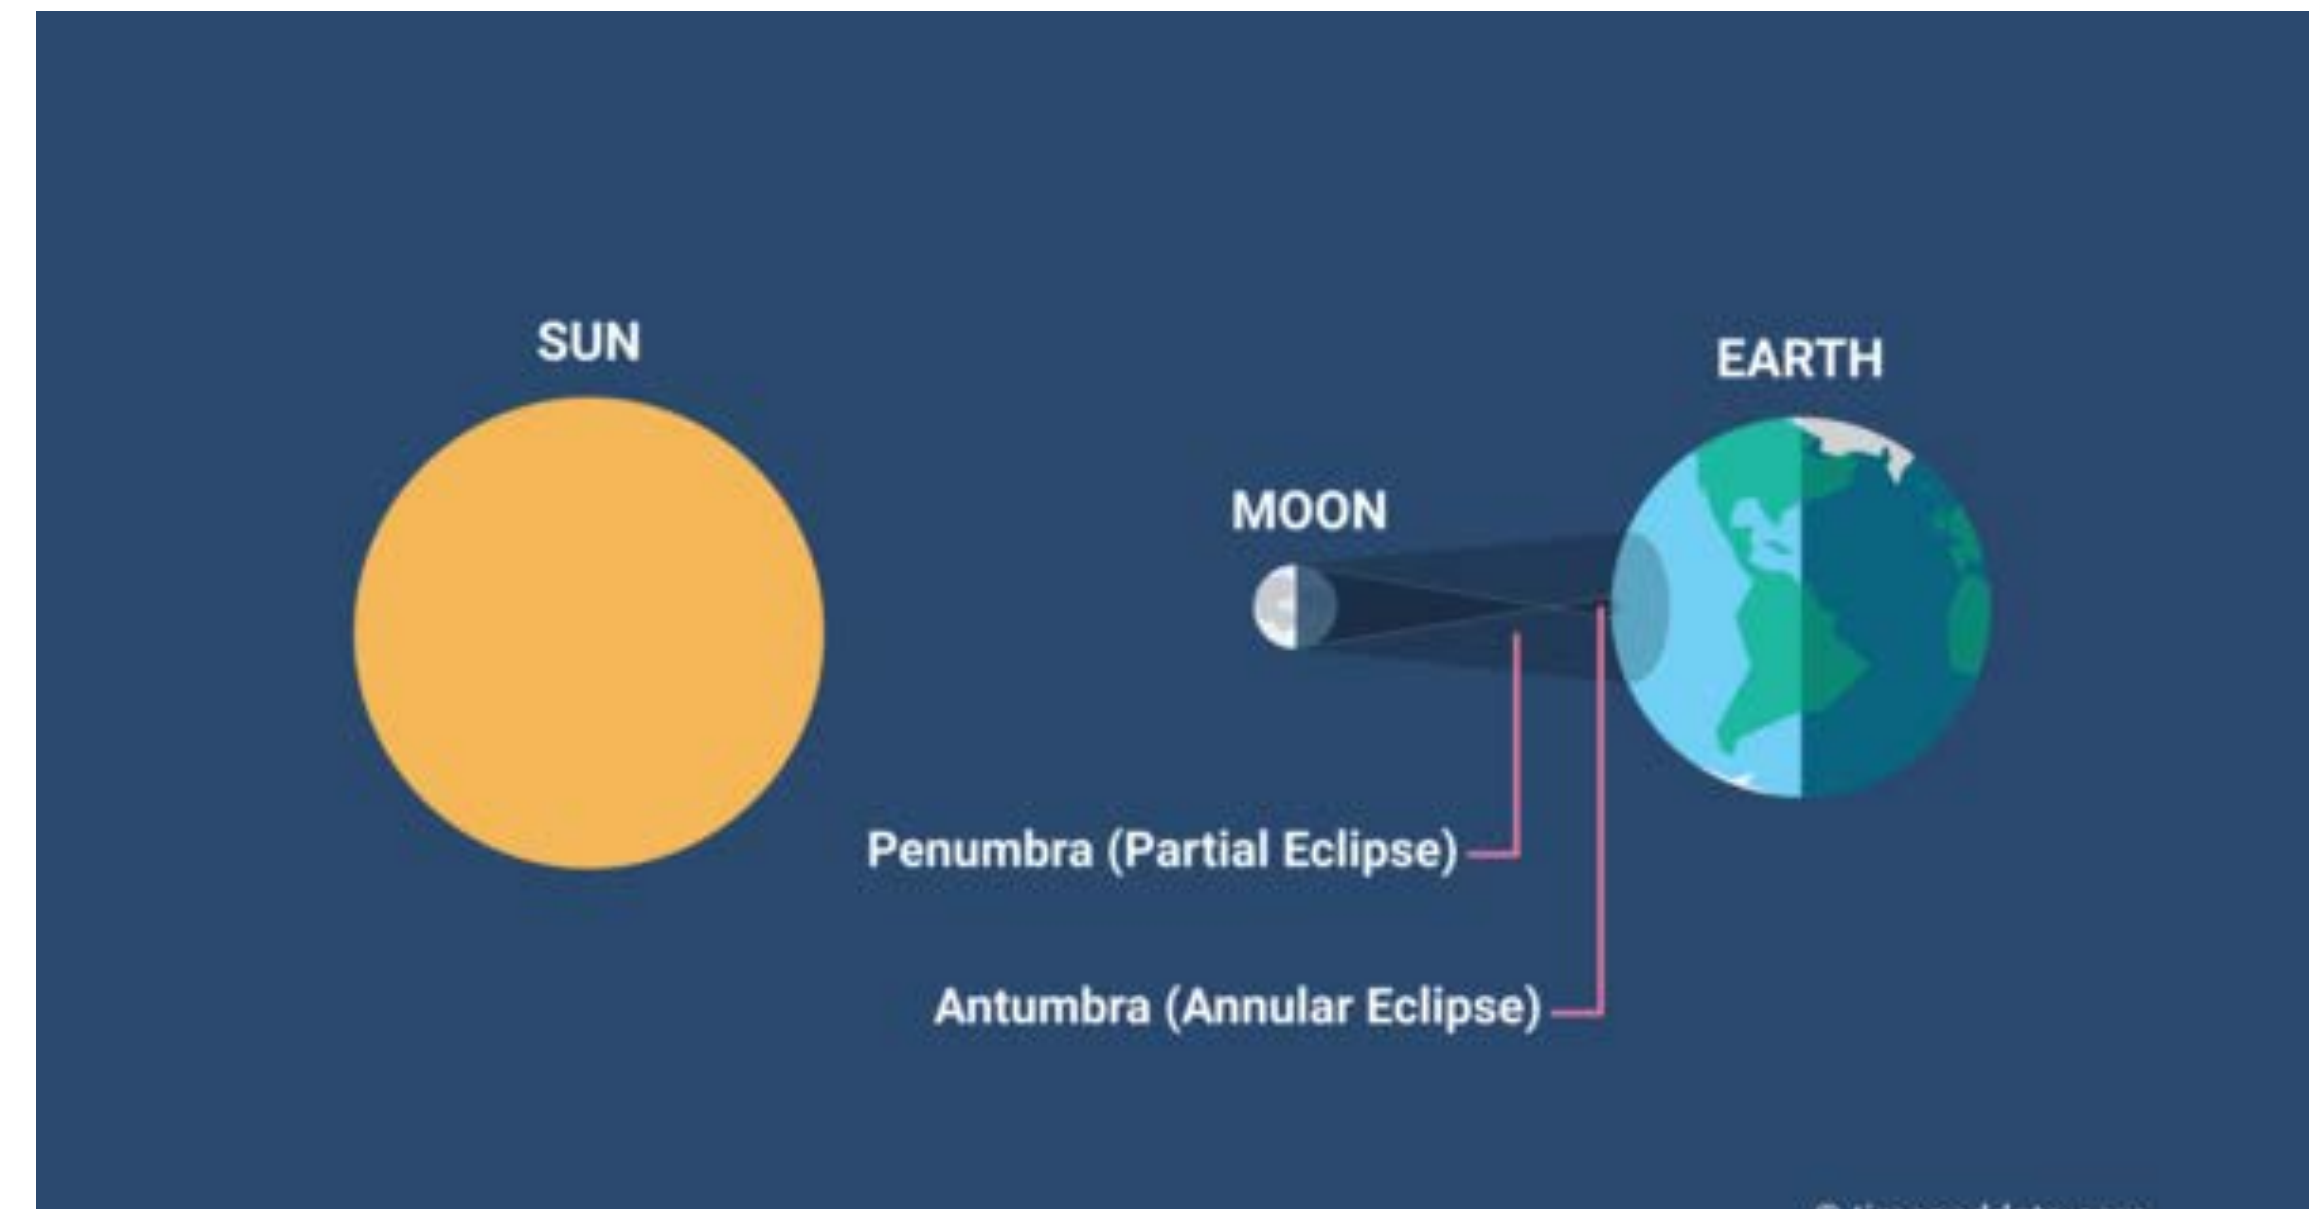 SUN
EARTH
MOON
Penumbra (Partial Eclipse)
Antumbra (Annular Eclipse)